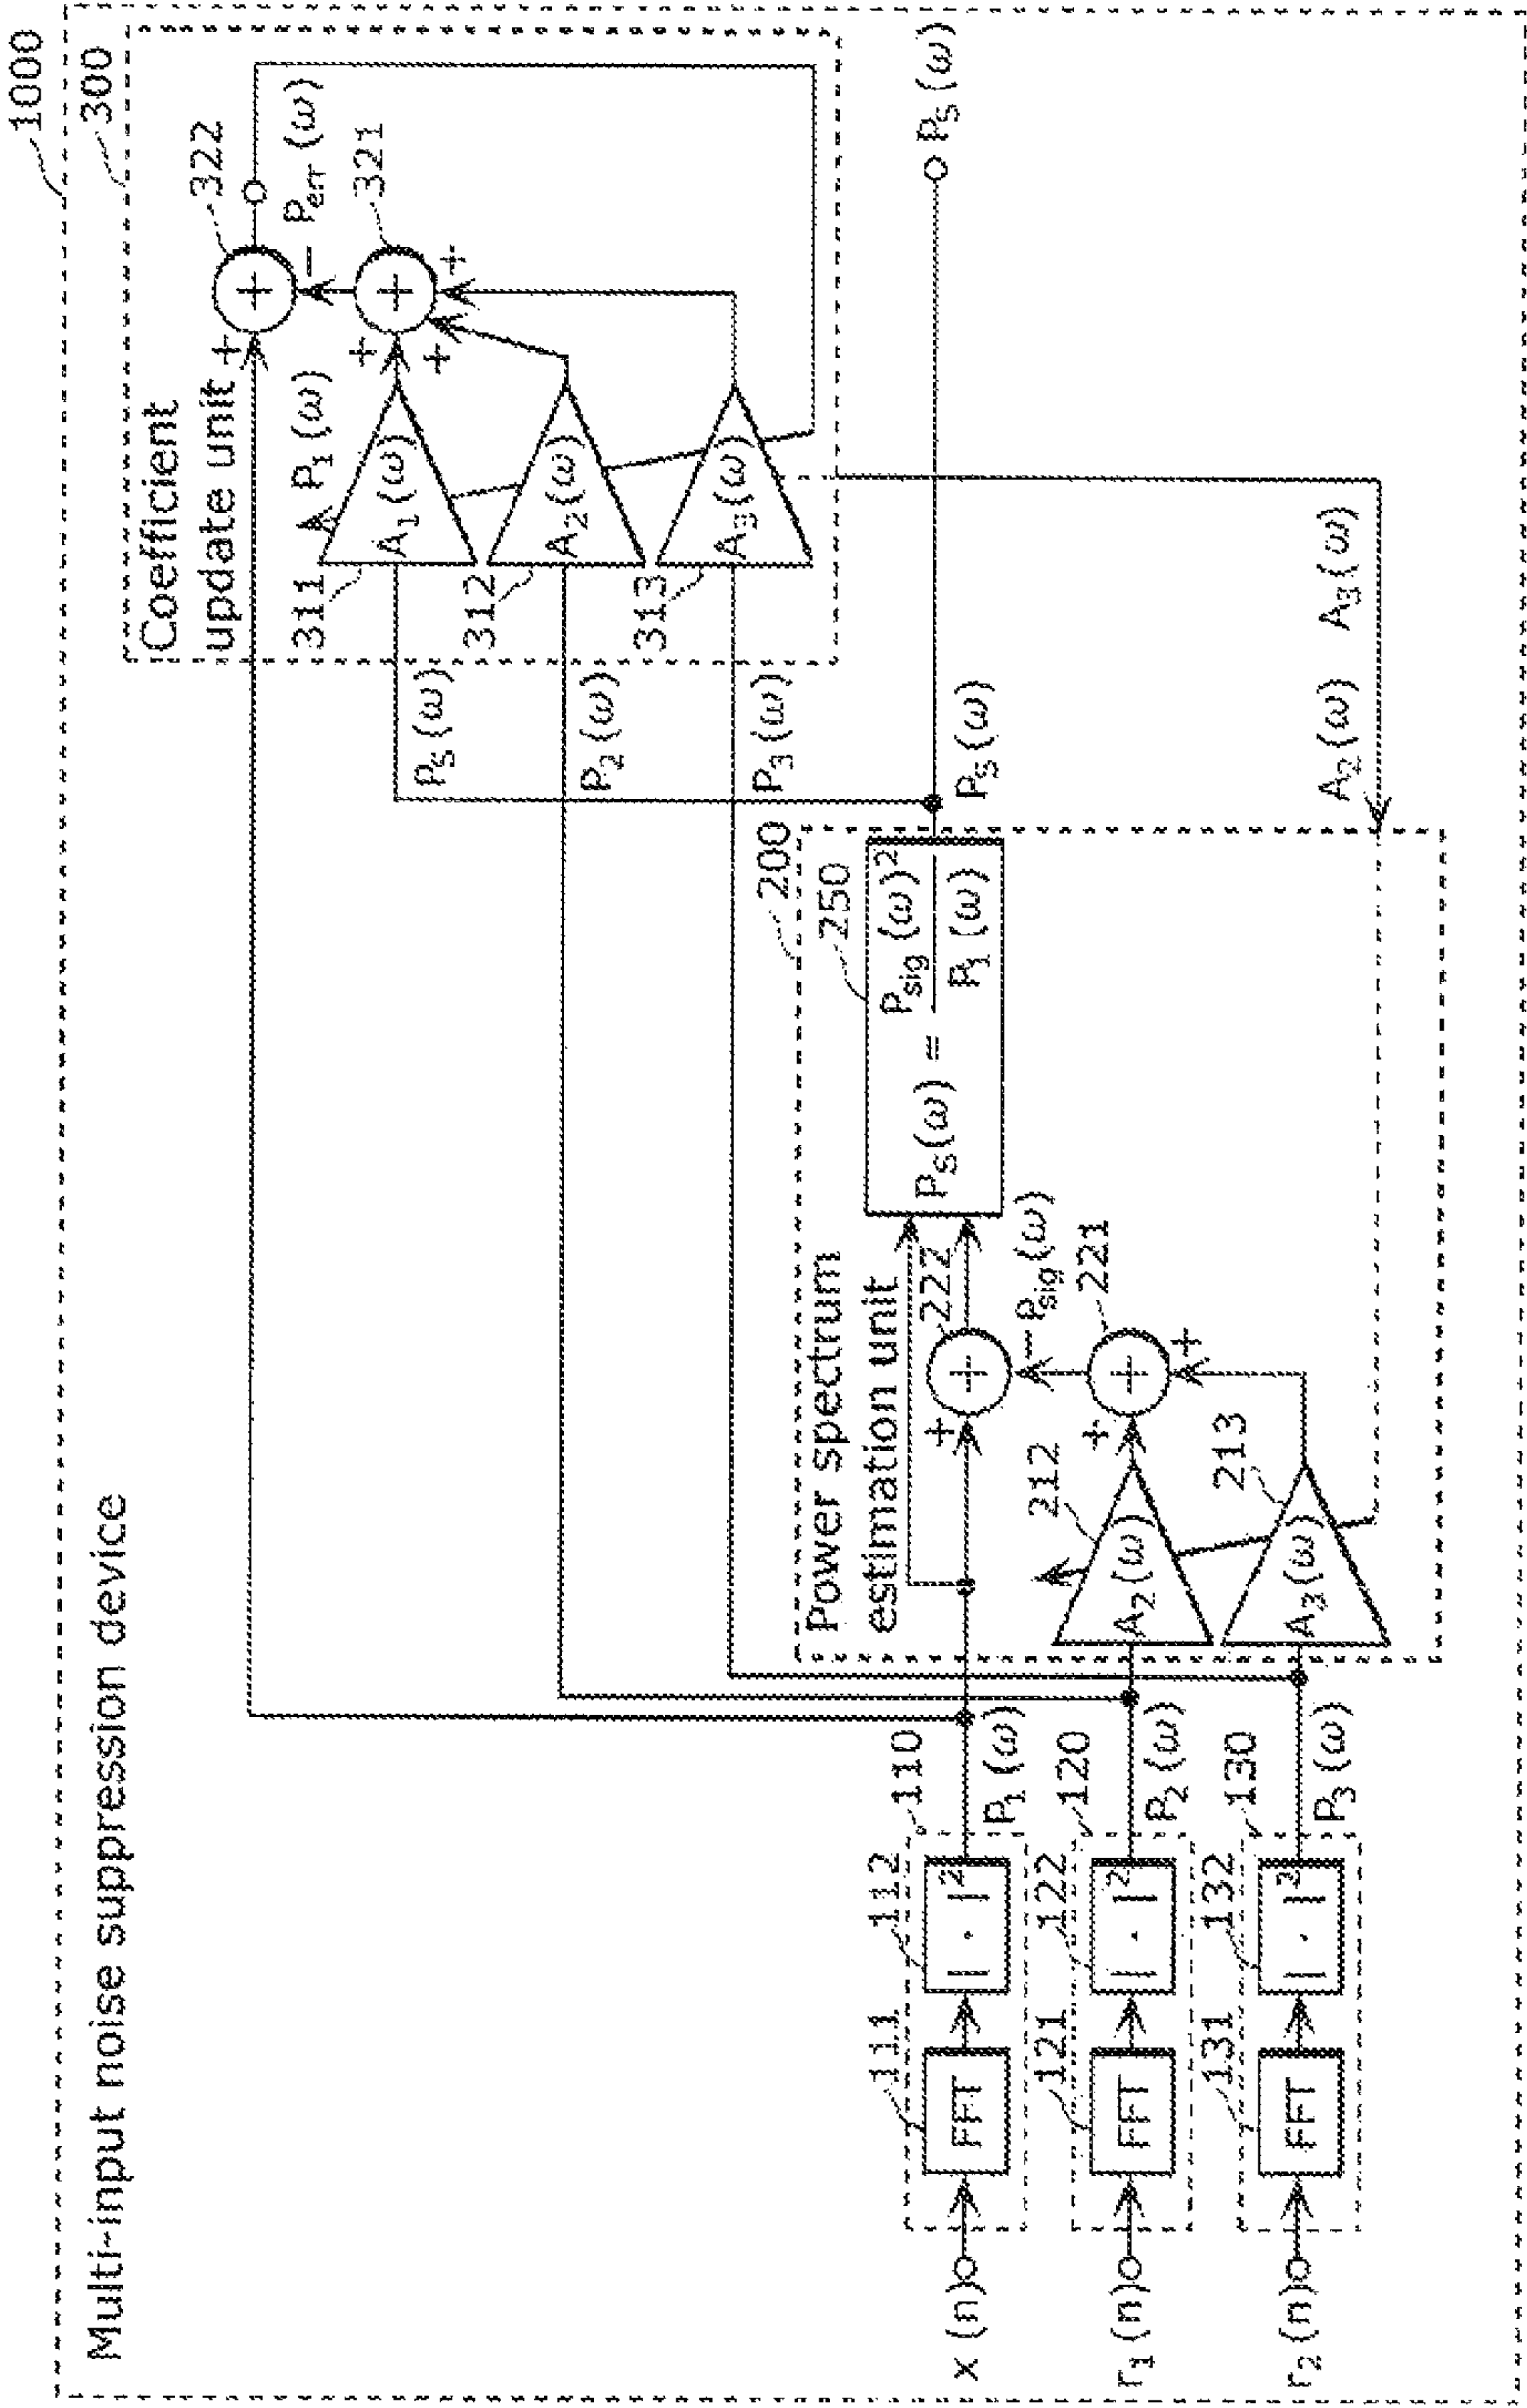 1000
Multi-input noise suppression device
300
Coefficient
update unit
322
+
+
−
P₁(ω)
Pₑᵣᵣ(ω)
311
A₁(ω)
+
+
321
+
+
312
A₂(ω)
313
A₃(ω)
Pₛ(ω)
P₂(ω)
P₃(ω)
200
Power spectrum
estimation unit
250
Pₛ(ω) = P_sig(ω)² / P₁(ω)
Pₛ(ω)
Pₛ(ω)
222
+
+
−
P_sig(ω)
212
A₂(ω)
+
+
221
+
213
A₃(ω)
A₂(ω) A₃(ω)
x(n)
111
FFT
112
|·|²
110
P₁(ω)
r₁(n)
121
FFT
122
|·|²
120
P₂(ω)
r₂(n)
131
FFT
132
|·|³
130
P₃(ω)